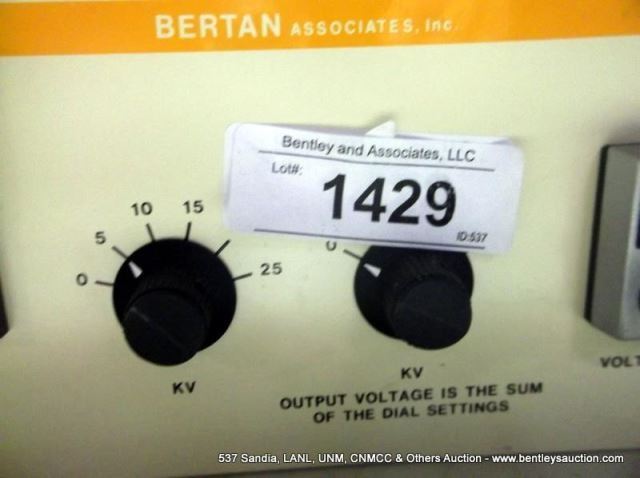 BERTAN ASSOCIATES, Inc.
Bentley and Associates, LLC
Lot#:
1429
ID:537
0
5
10
15
25
0
KV
KV
OUTPUT VOLTAGE IS THE SUM
OF THE DIAL SETTINGS
VOLT
537 Sandia, LANL, UNM, CNMCC & Others Auction - www.bentleysauction.com